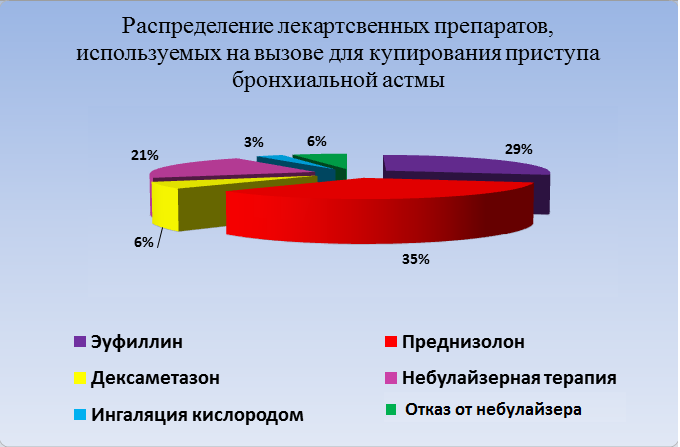 Распределение лекартсвенных препаратов,
используемых на вызове для купирования приступа
бронхиальной астмы
3%
6%
29%
21%
6%
35%
Эуфиллин
Преднизолон
Дексаметазон
Небулайзерная терапия
Ингаляция кислородом
Отказ от небулайзера